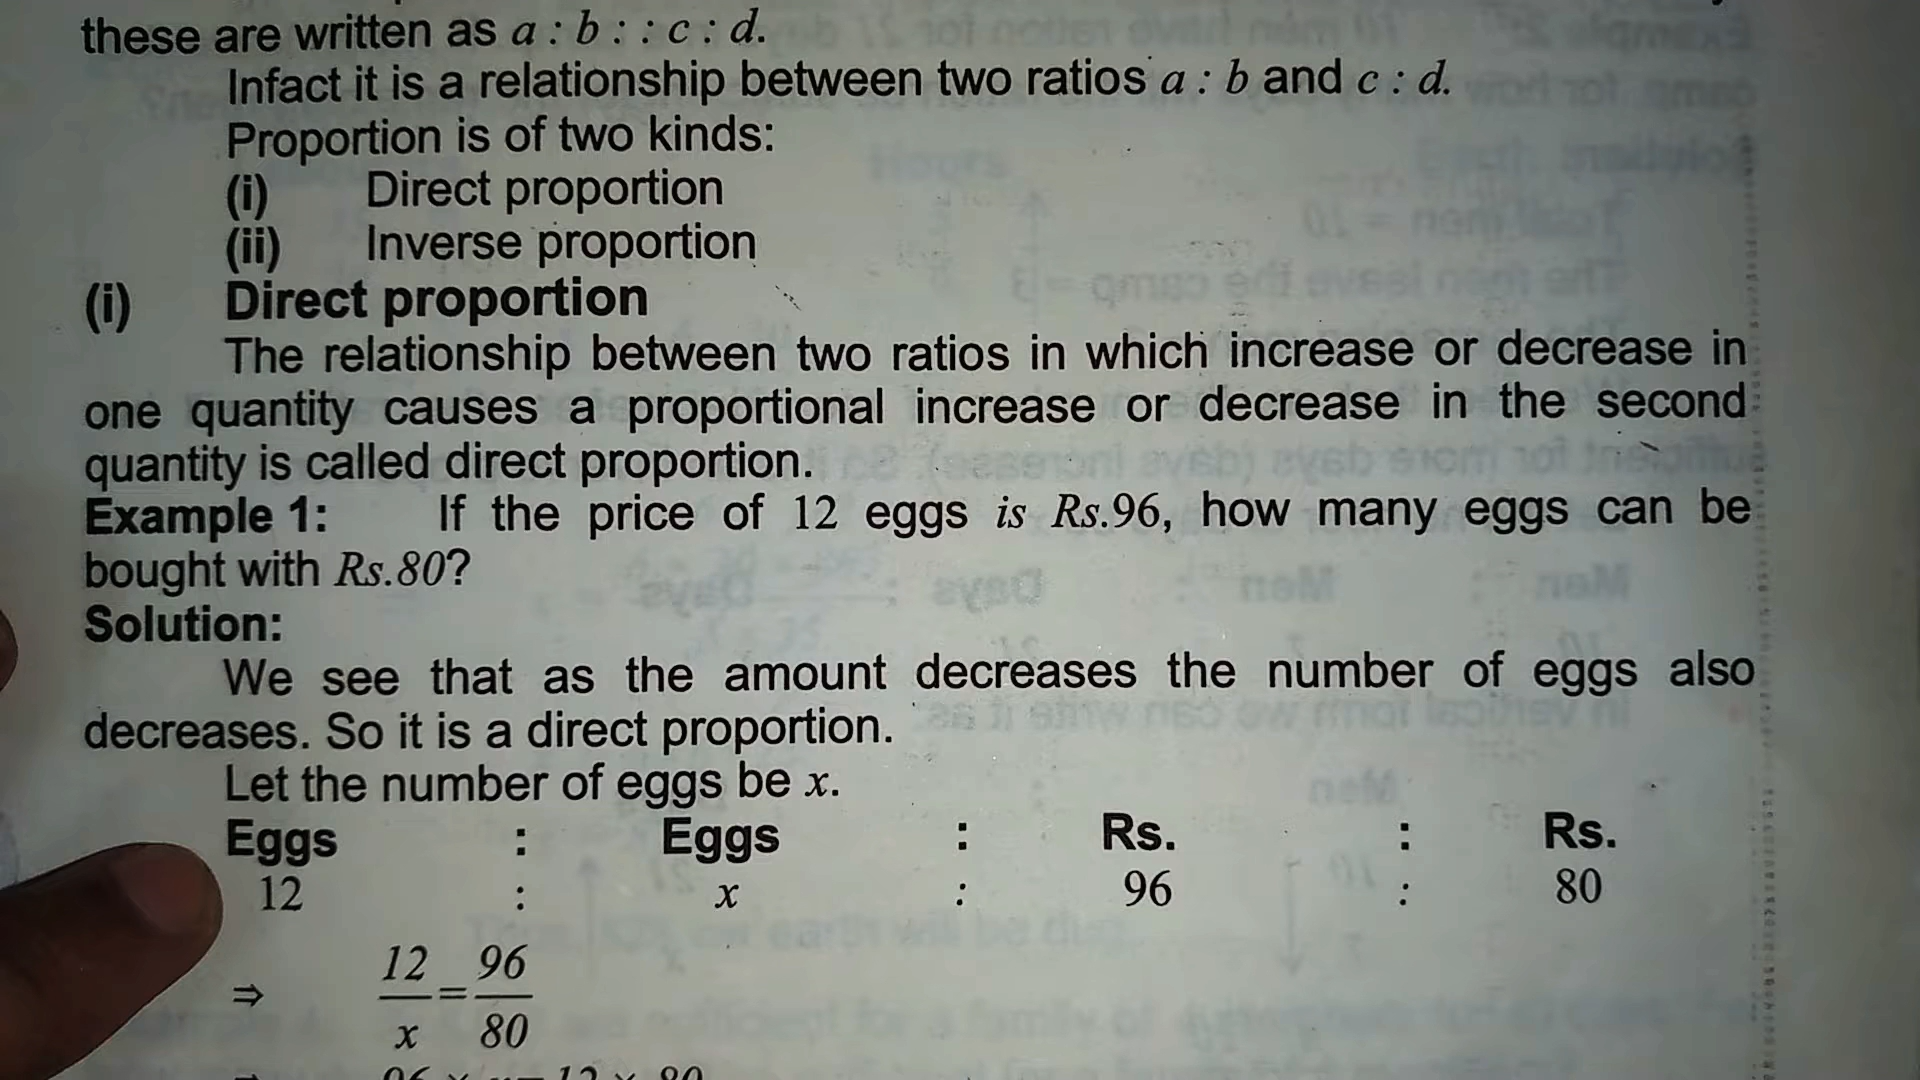 these are written as a : b : : c : d.
Infact it is a relationship between two ratios a : b and c : d.
Proportion is of two kinds:
(i) Direct proportion
(ii) Inverse proportion
(i) Direct proportion
The relationship between two ratios in which increase or decrease in
one quantity causes a proportional increase or decrease in the second
quantity is called direct proportion.
Example 1: If the price of 12 eggs is Rs.96, how many eggs can be
bought with Rs.80?
Solution:
We see that as the amount decreases the number of eggs also
decreases. So it is a direct proportion.
Let the number of eggs be x.
Eggs : Eggs : Rs. : Rs.
12 : x : 96 : 80
⇒ 12/x = 96/80
96 × x = 12 × 80